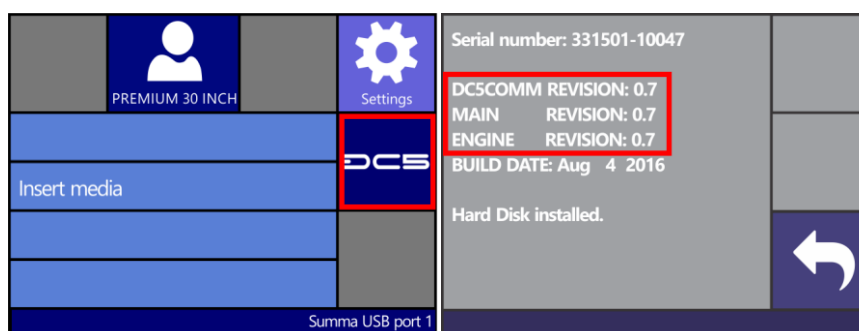 PREMIUM 30 INCH
Settings
DC5
Insert media
Summa USB port 1
Serial number: 331501-10047
DC5COMM REVISION: 0.7
MAIN REVISION: 0.7
ENGINE REVISION: 0.7
BUILD DATE: Aug 4 2016
Hard Disk installed.